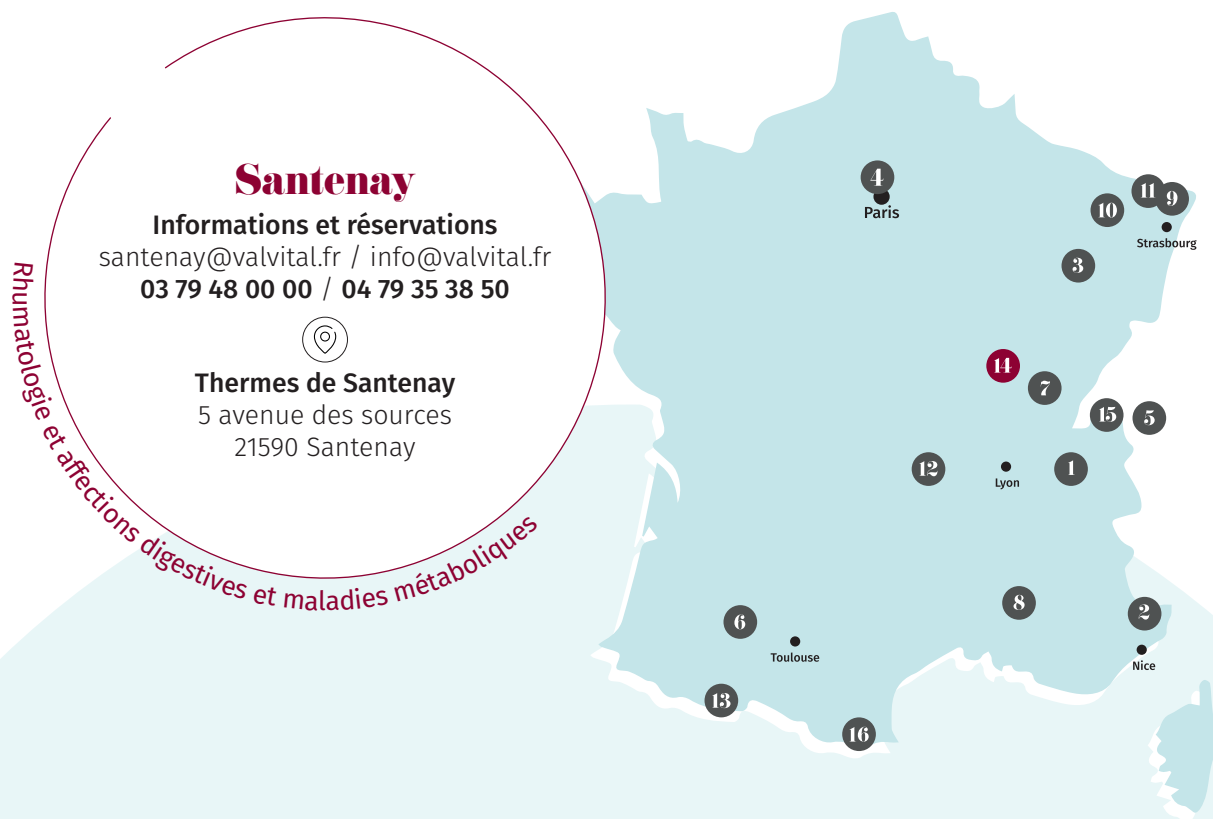 Santenay
Informations et réservations
santenay@valvital.fr / info@valvital.fr
03 79 48 00 00 / 04 79 35 38 50
Thermes de Santenay
5 avenue des sources
21590 Santenay
Rhumatologie et affections digestives et maladies métaboliques
4
Paris
11
9
10
Strasbourg
3
14
7
15
5
12
Lyon
1
8
2
6
Toulouse
Nice
13
16